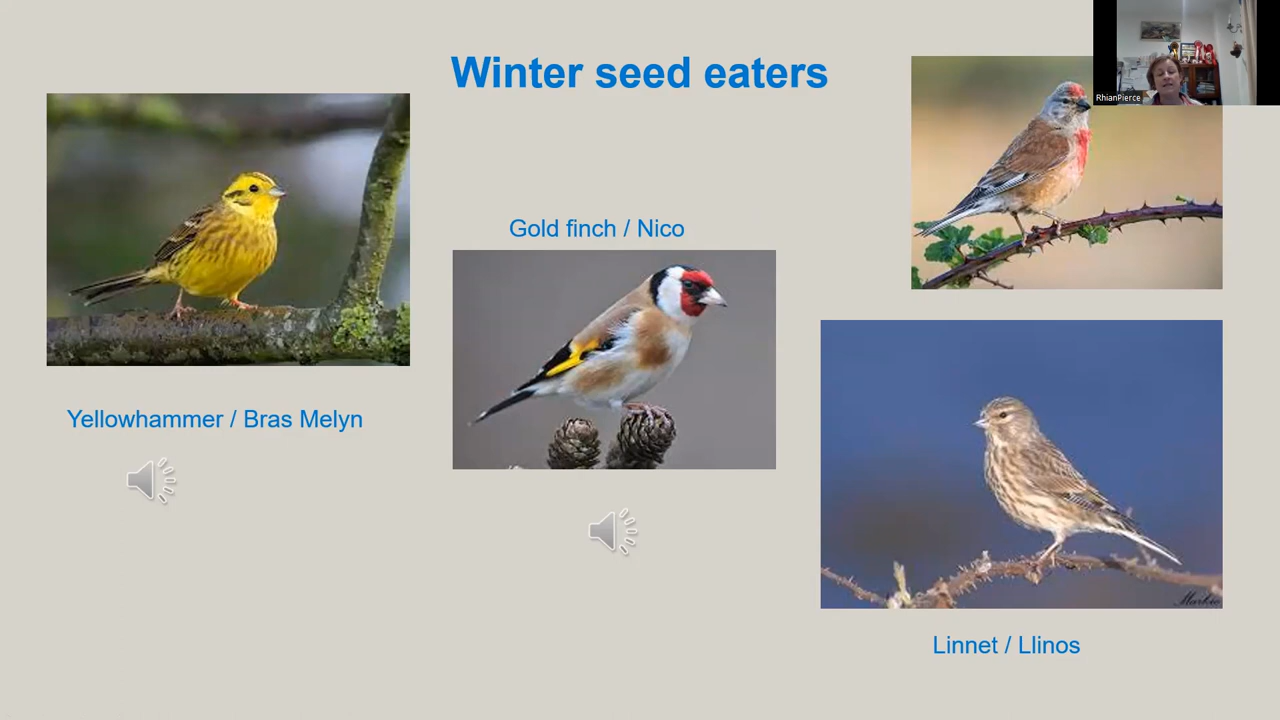 Winter seed eaters
RhianPierce
Gold finch / Nico
Yellowhammer / Bras Melyn
Linnet / Llinos